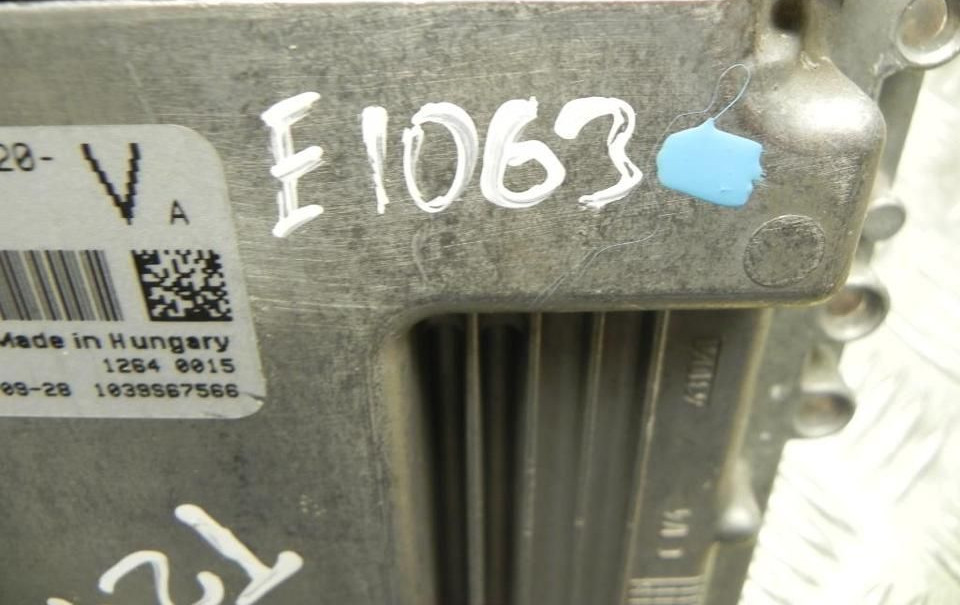 E1063
20- V A
Made in Hungary
1264 0015
09-28 1039S67566